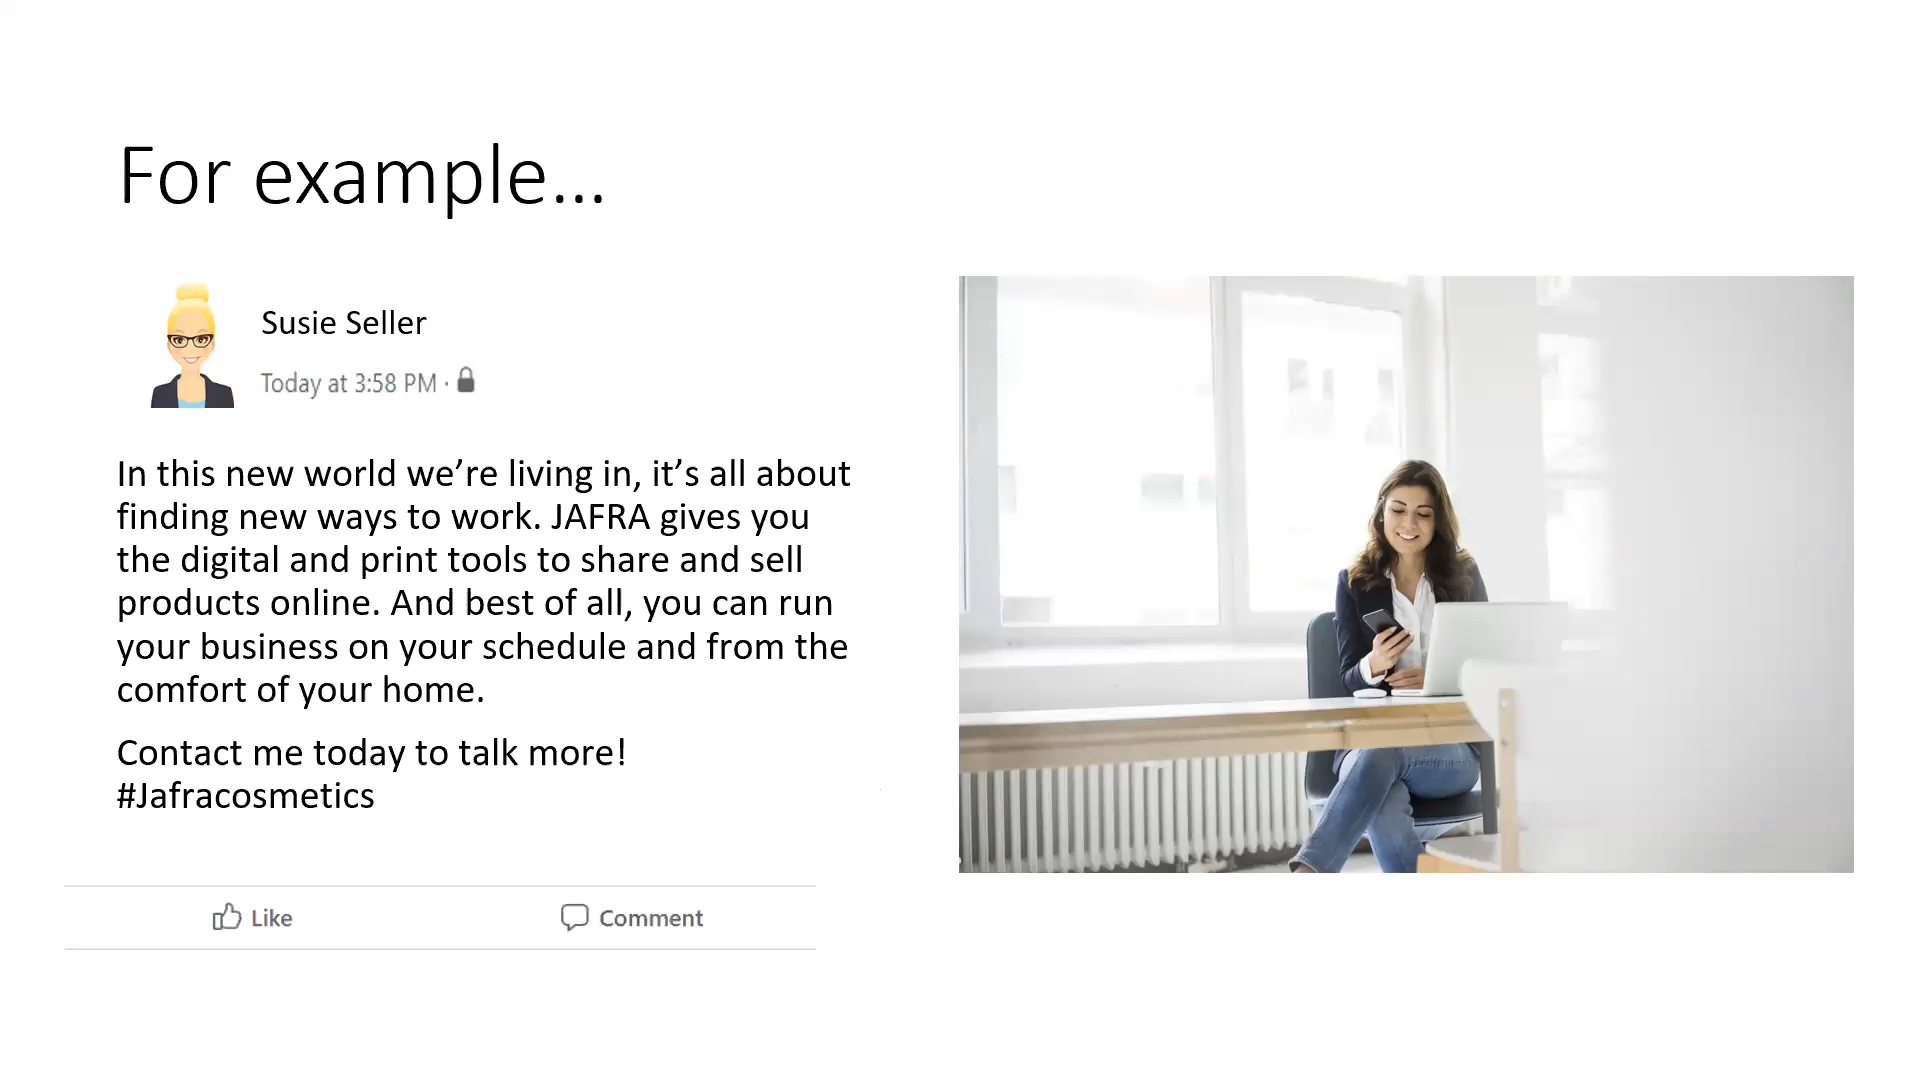 For example...
Susie Seller
Today at 3:58 PM ·
In this new world we’re living in, it’s all about
finding new ways to work. JAFRA gives you
the digital and print tools to share and sell
products online. And best of all, you can run
your business on your schedule and from the
comfort of your home.
Contact me today to talk more!
#Jafracosmetics
Like
Comment